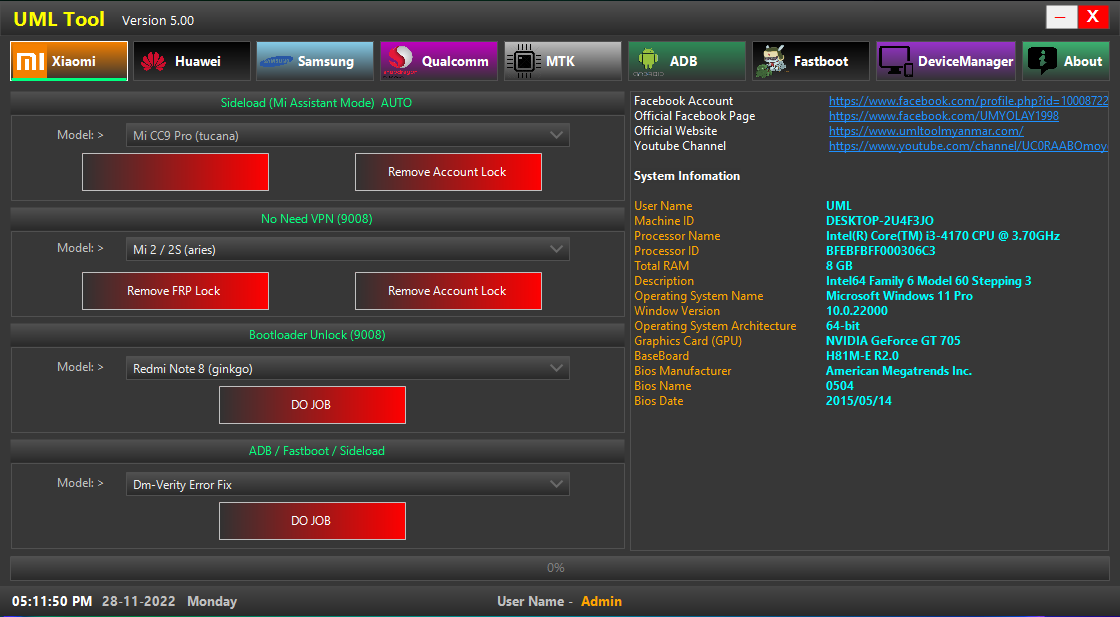 UML Tool Version 5.00
mi Xiaomi
Huawei
SAMSUNG Samsung
snapdragon Qualcomm
MTK
ANDROID ADB
Fastboot
DeviceManager
i About
Sideload (Mi Assistant Mode) AUTO
Model: > Mi CC9 Pro (tucana)
Remove Account Lock
No Need VPN (9008)
Model: > Mi 2 / 2S (aries)
Remove FRP Lock Remove Account Lock
Bootloader Unlock (9008)
Model: > Redmi Note 8 (ginkgo)
DO JOB
ADB / Fastboot / Sideload
Model: > Dm-Verity Error Fix
DO JOB
Facebook Account https://www.facebook.com/profile.php?id=10008722
Official Facebook Page https://www.facebook.com/UMYOLAY1998
Official Website https://www.umltoolmyanmar.com/
Youtube Channel https://www.youtube.com/channel/UC0RAABOmoy
System Infomation
User Name UML
Machine ID DESKTOP-2U4F3JO
Processor Name Intel(R) Core(TM) i3-4170 CPU @ 3.70GHz
Processor ID BFEBFBFF000306C3
Total RAM 8 GB
Description Intel64 Family 6 Model 60 Stepping 3
Operating System Name Microsoft Windows 11 Pro
Window Version 10.0.22000
Operating System Architecture 64-bit
Graphics Card (GPU) NVIDIA GeForce GT 705
BaseBoard H81M-E R2.0
Bios Manufacturer American Megatrends Inc.
Bios Name 0504
Bios Date 2015/05/14
0%
05:11:50 PM 28-11-2022 Monday User Name - Admin